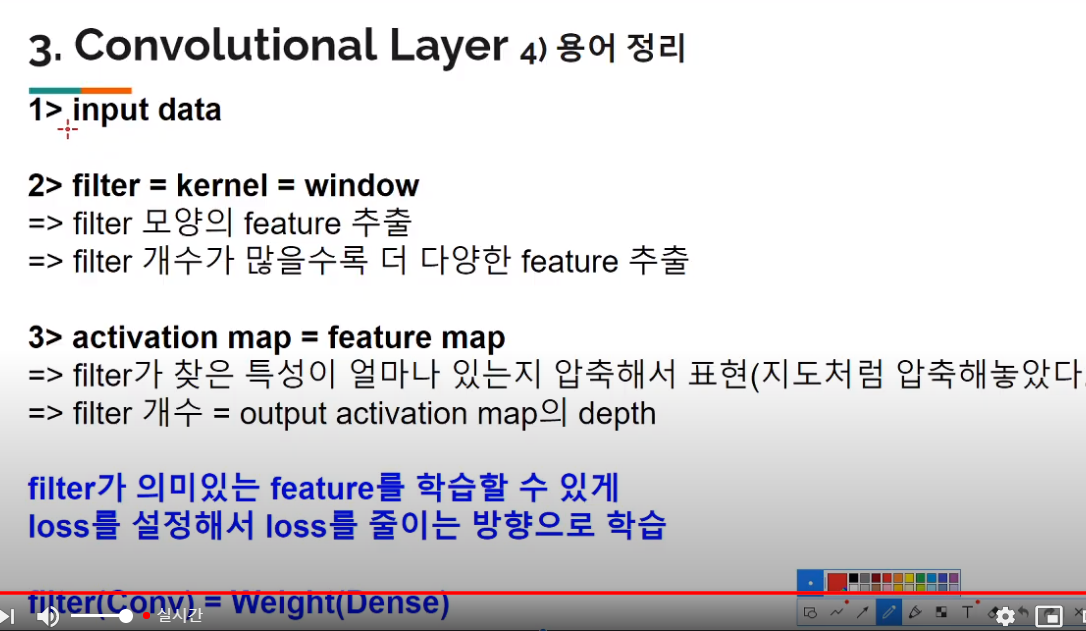 3. Convolutional Layer 4) 용어 정리
1> input data
2> filter = kernel = window
=> filter 모양의 feature 추출
=> filter 개수가 많을수록 더 다양한 feature 추출
3> activation map = feature map
=> filter가 찾은 특성이 얼마나 있는지 압축해서 표현(지도처럼 압축해놓았다
=> filter 개수 = output activation map의 depth
filter가 의미있는 feature를 학습할 수 있게
loss를 설정해서 loss를 줄이는 방향으로 학습
filter(Conv) = Weight(Dense)
실시간